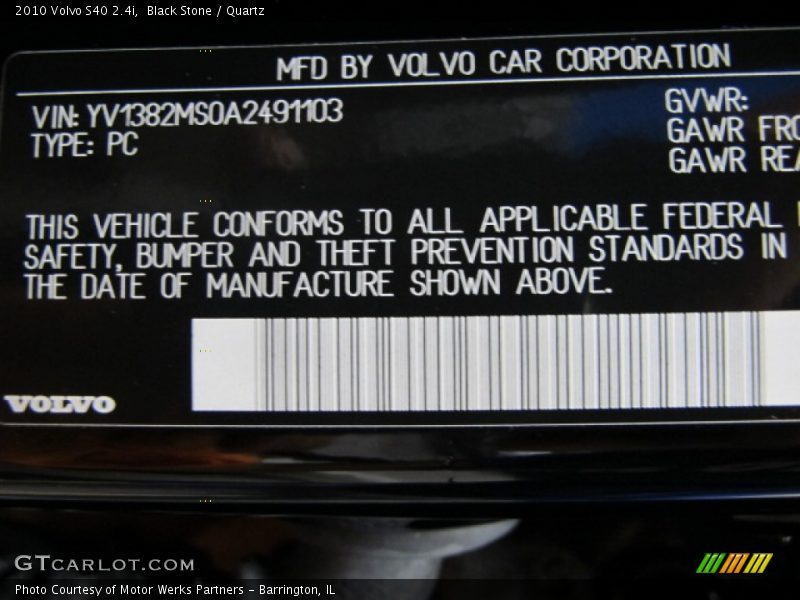 2010 Volvo S40 2.4i, Black Stone / Quartz
MFD BY VOLVO CAR CORPORATION
VIN: YV1382MS0A2491103
TYPE: PC
GVWR:
GAWR FRO
GAWR REA
THIS VEHICLE CONFORMS TO ALL APPLICABLE FEDERAL
SAFETY, BUMPER AND THEFT PREVENTION STANDARDS IN
THE DATE OF MANUFACTURE SHOWN ABOVE.
VOLVO
GTCARLOT.COM
Photo Courtesy of Motor Werks Partners - Barrington, IL